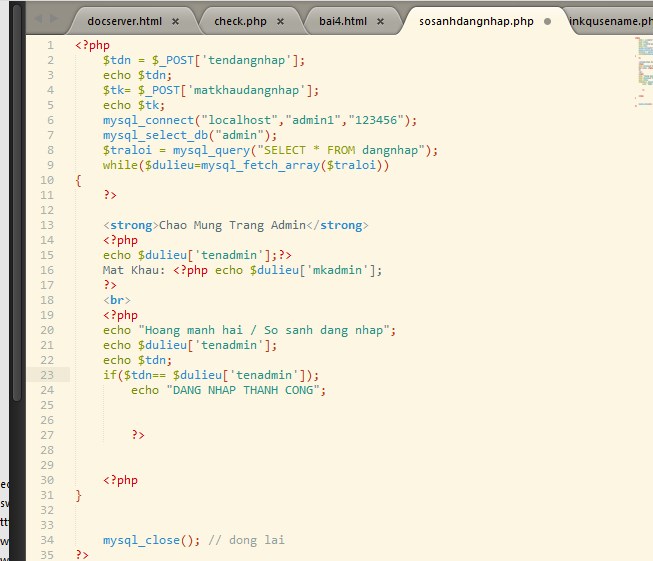 docserver.html × check.php × bai4.html × sosanhdangnhap.php inkqusename.ph
1 <?php
2 $tdn = $_POST['tendangnhap'];
3 echo $tdn;
4 $tk= $_POST['matkhaudangnhap'];
5 echo $tk;
6 mysql_connect("localhost","admin1","123456");
7 mysql_select_db("admin");
8 $traloi = mysql_query("SELECT * FROM dangnhap");
9 while($dulieu=mysql_fetch_array($traloi))
10 {
11 ?>
12
13 <strong>Chao Mung Trang Admin</strong>
14 <?php
15 echo $dulieu['tenadmin'];?>
16 Mat Khau: <?php echo $dulieu['mkadmin'];
17 ?>
18 <br>
19 <?php
20 echo "Hoang manh hai / So sanh dang nhap";
21 echo $dulieu['tenadmin'];
22 echo $tdn;
23 if($tdn== $dulieu['tenadmin']);
24 echo "DANG NHAP THANH CONG";
25
26
27 ?>
28
29
30 <?php
31 }
32
33
34 mysql_close(); // dong lai
35 ?>